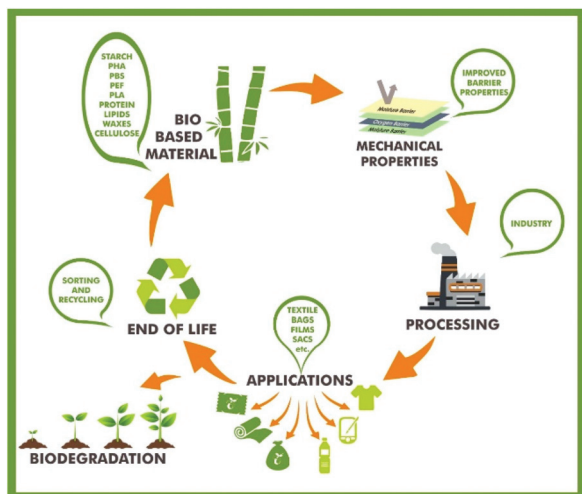 STARCH
PHA
PBS
PEF
PLA
PROTEIN
LIPIDS
WAXES
CELLULOSE
BIO
BASED
MATERIAL
Moisture Barrier
Oxygen Barrier
Moisture Barrier
MECHANICAL
PROPERTIES
IMPROVED
BARRIER
PROPERTIES
INDUSTRY
PROCESSING
TEXTILE
BAGS
FILMS
SACS
etc.
APPLICATIONS
SORTING
AND
RECYCLING
END OF LIFE
BIODEGRADATION